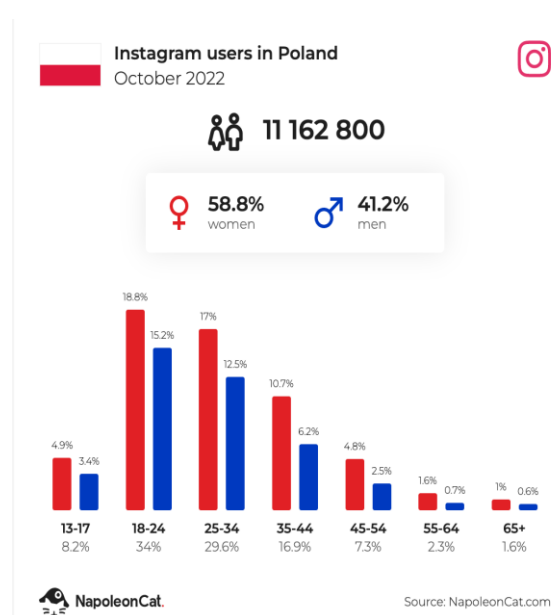 Instagram users in Poland
October 2022
11 162 800
58.8%
women
41.2%
men
4.9%
3.4%
18.8%
15.2%
17%
12.5%
10.7%
6.2%
4.8%
2.5%
1.6%
0.7%
1%
0.6%
13-17 18-24 25-34 35-44 45-54 55-64 65+
8.2% 34% 29.6% 16.9% 7.3% 2.3% 1.6%
NapoleonCat. Source: NapoleonCat.com